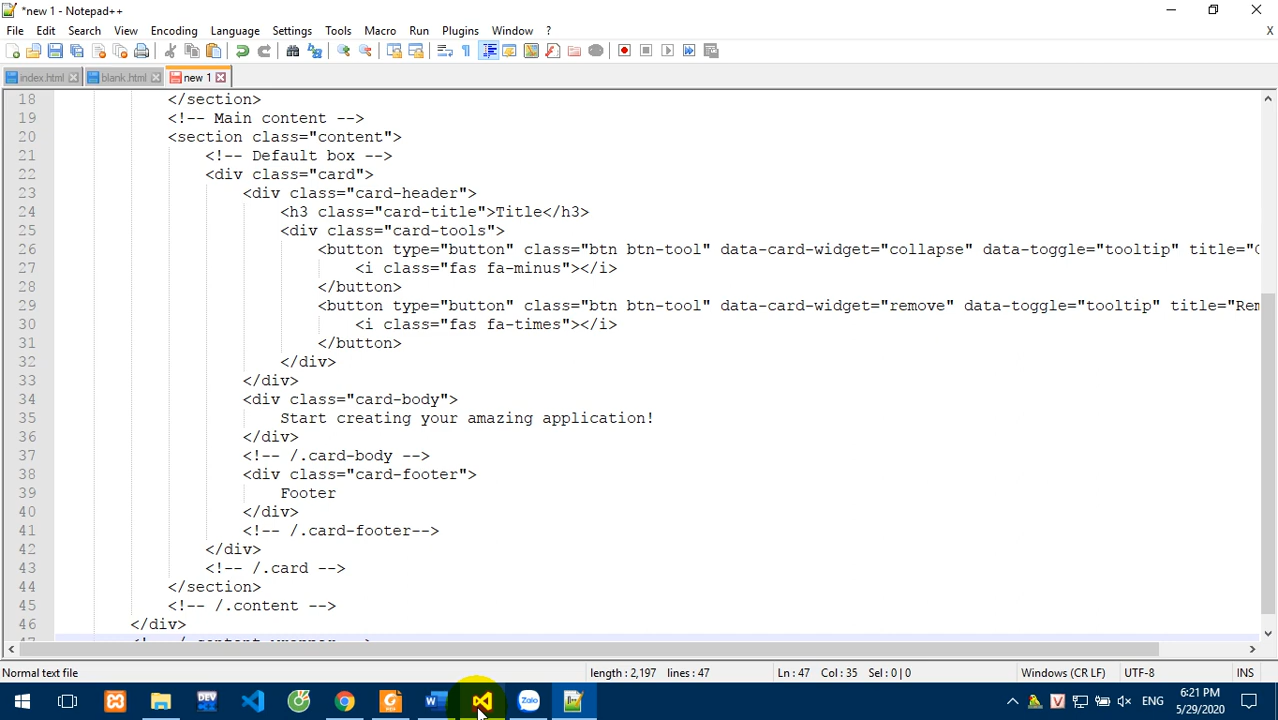 *new 1 - Notepad++
File Edit Search View Encoding Language Settings Tools Macro Run Plugins Window ? X
index.html blank.html new 1
18 </section>
19 <!-- Main content -->
20 <section class="content">
21 <!-- Default box -->
22 <div class="card">
23 <div class="card-header">
24 <h3 class="card-title">Title</h3>
25 <div class="card-tools">
26 <button type="button" class="btn btn-tool" data-card-widget="collapse" data-toggle="tooltip" title="C
27 <i class="fas fa-minus"></i>
28 </button>
29 <button type="button" class="btn btn-tool" data-card-widget="remove" data-toggle="tooltip" title="Rem
30 <i class="fas fa-times"></i>
31 </button>
32 </div>
33 </div>
34 <div class="card-body">
35 Start creating your amazing application!
36 </div>
37 <!-- /.card-body -->
38 <div class="card-footer">
39 Footer
40 </div>
41 <!-- /.card-footer-->
42 </div>
43 <!-- /.card -->
44 </section>
45 <!-- /.content -->
46 </div>
47 <!-- /.content-wrapper -->
Normal text file length : 2,197 lines : 47 Ln : 47 Col : 35 Sel : 0 | 0 Windows (CR LF) UTF-8 INS
DEV Zalo V ENG 6:21 PM
5/29/2020